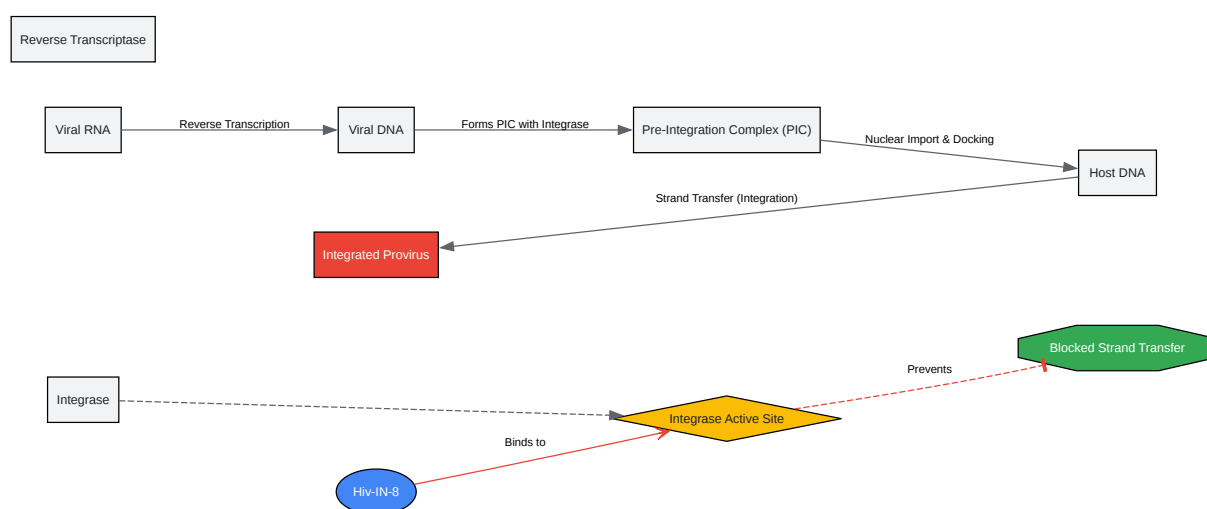 Reverse Transcriptase
Viral RNA
Reverse Transcription
Viral DNA
Forms PIC with Integrase
Pre-Integration Complex (PIC)
Nuclear Import & Docking
Host DNA
Strand Transfer (Integration)
Integrated Provirus
Blocked Strand Transfer
Prevents
Integrase
Integrase Active Site
Binds to
Hiv-IN-8